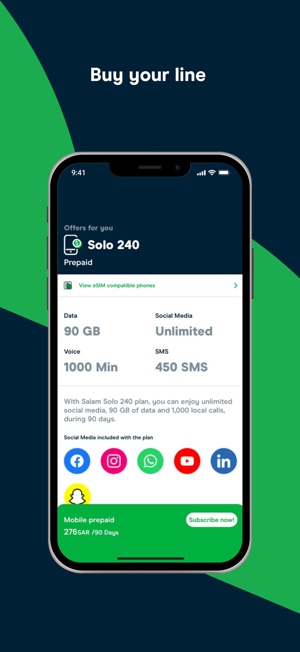 Buy your line
9:41
Offers for you
Solo 240
Prepaid
View eSIM compatible phones
Data
Social Media
90 GB
Unlimited
Voice
SMS
1000 Min
450 SMS
With Salam Solo 240 plan, you can enjoy unlimited
social media, 90 GB of data and 1,000 local calls,
during 90 days.
Social Media included with the plan
Mobile prepaid
Subscribe now!
276SAR /90 Days